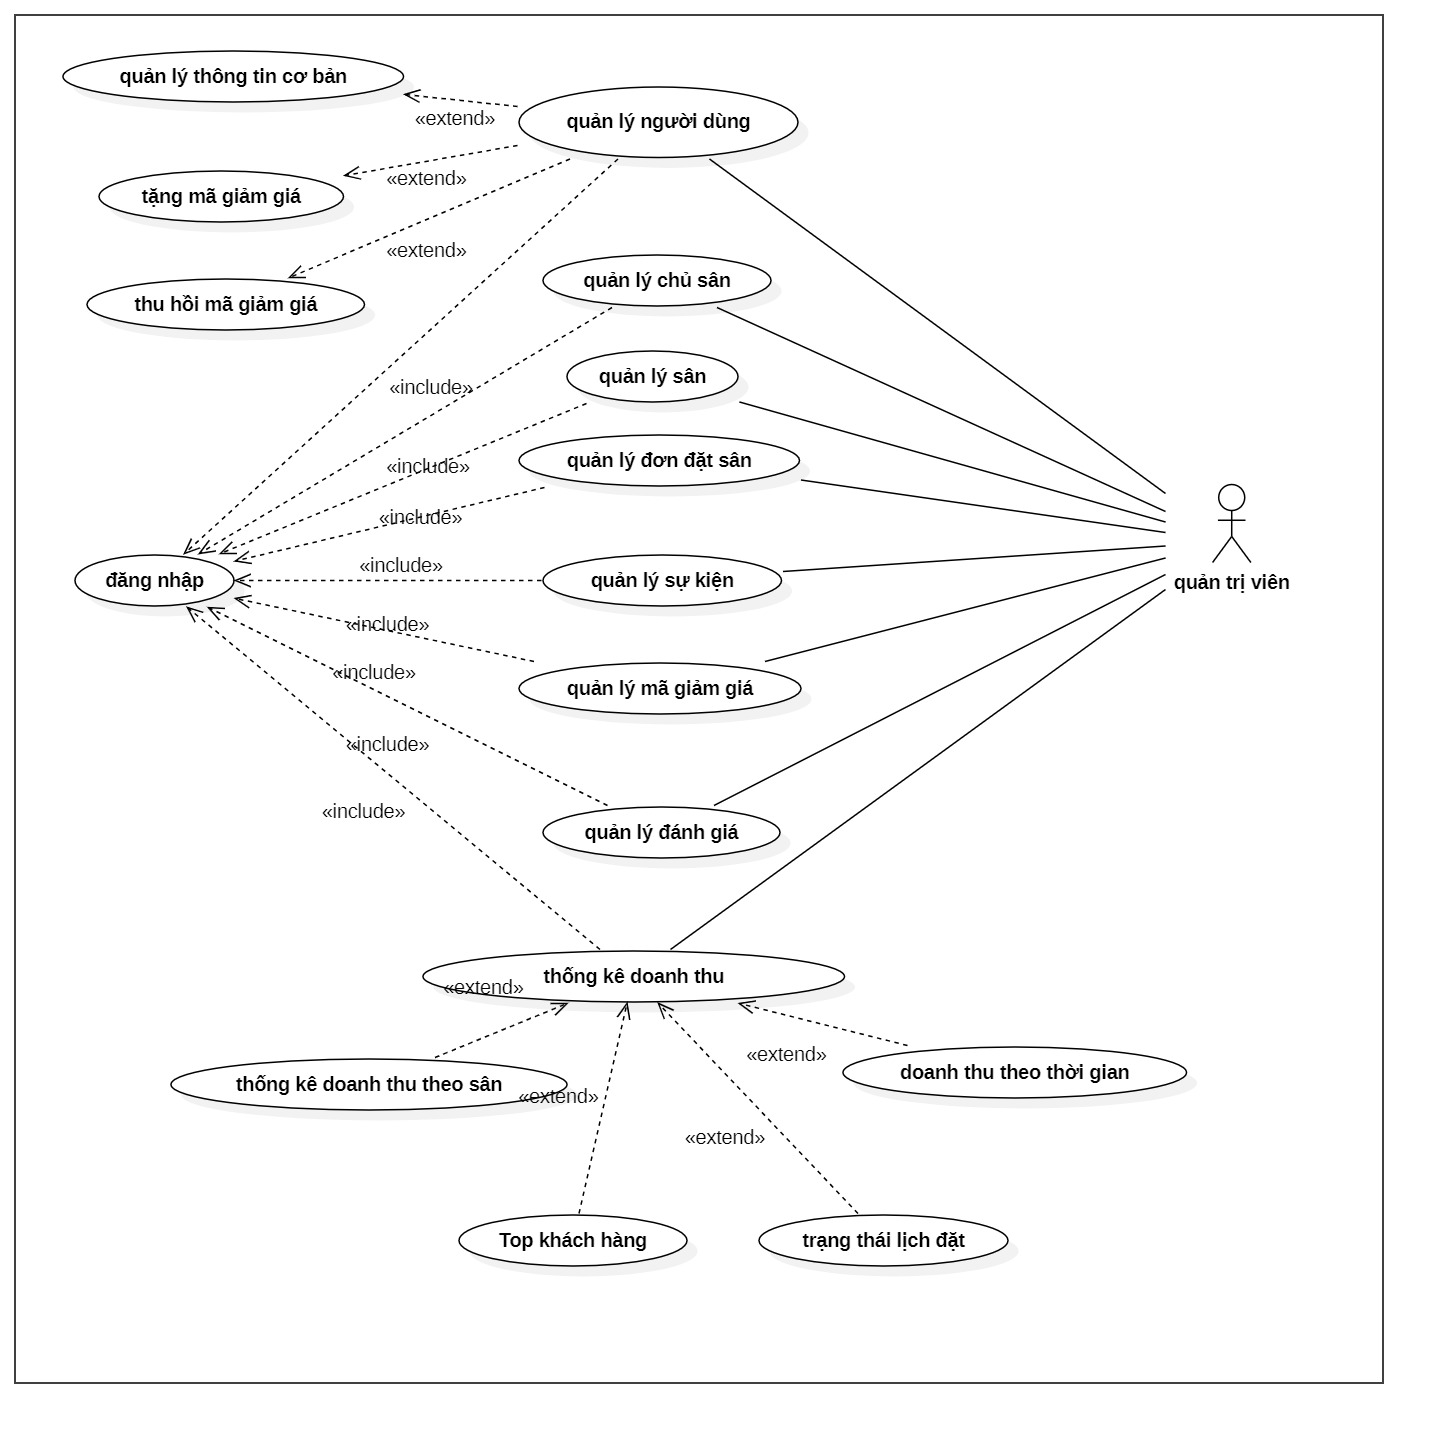 quản lý thông tin cơ bản
quản lý người dùng
«extend»
tặng mã giảm giá
«extend»
«extend»
thu hồi mã giảm giá
quản lý chủ sân
quản lý sân
«include»
quản lý đơn đặt sân
«include»
«include»
«include»
đăng nhập
quản lý sự kiện
quản trị viên
«include»
«include»
quản lý mã giảm giá
«include»
«include»
quản lý đánh giá
thống kê doanh thu
«extend»
«extend»
doanh thu theo thời gian
thống kê doanh thu theo sân
«extend»
«extend»
Top khách hàng
trạng thái lịch đặt